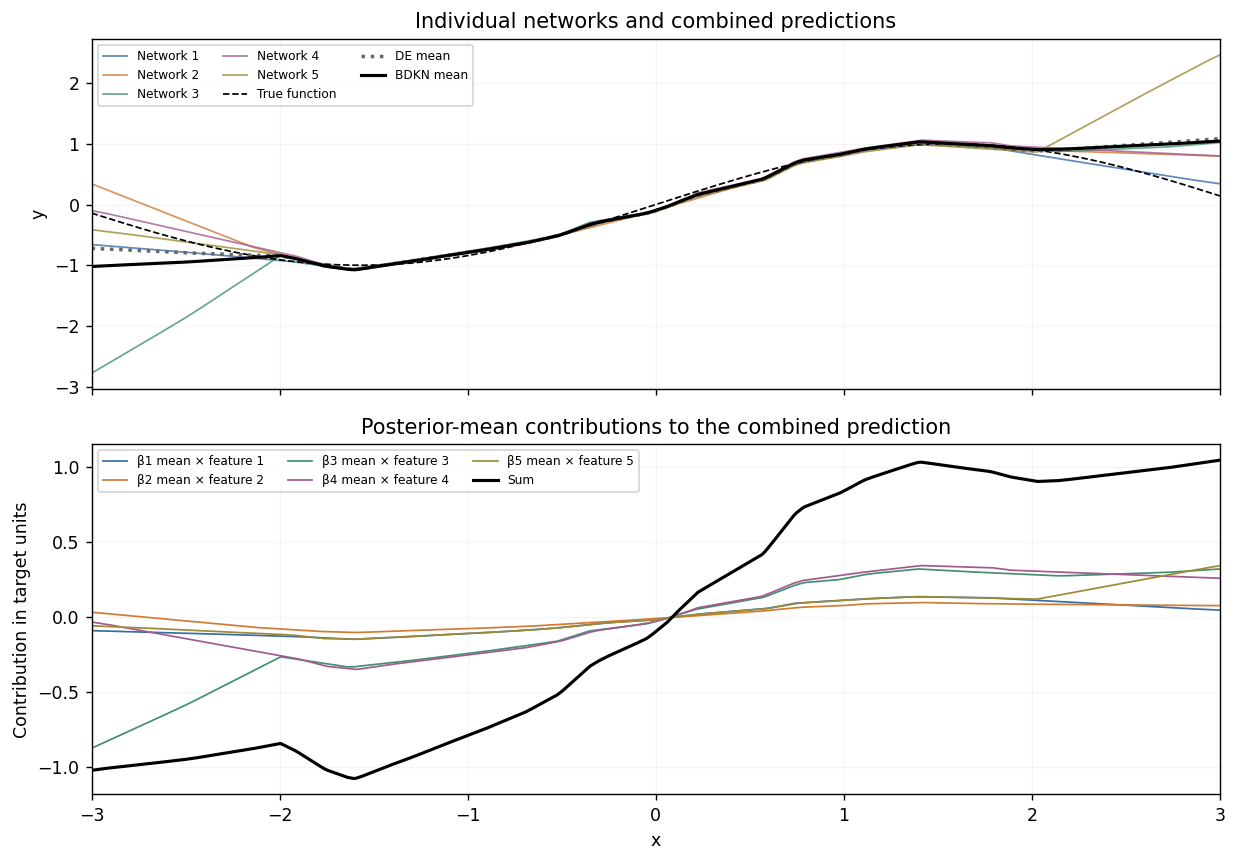 Individual networks and combined predictions
Network 1
Network 2
Network 3
Network 4
Network 5
True function
DE mean
BDKN mean
y
2
1
0
−1
−2
−3
Posterior-mean contributions to the combined prediction
β1 mean × feature 1
β2 mean × feature 2
β3 mean × feature 3
β4 mean × feature 4
β5 mean × feature 5
Sum
Contribution in target units
1.0
0.5
0.0
−0.5
−1.0
−3
−2
−1
0
1
2
3
x